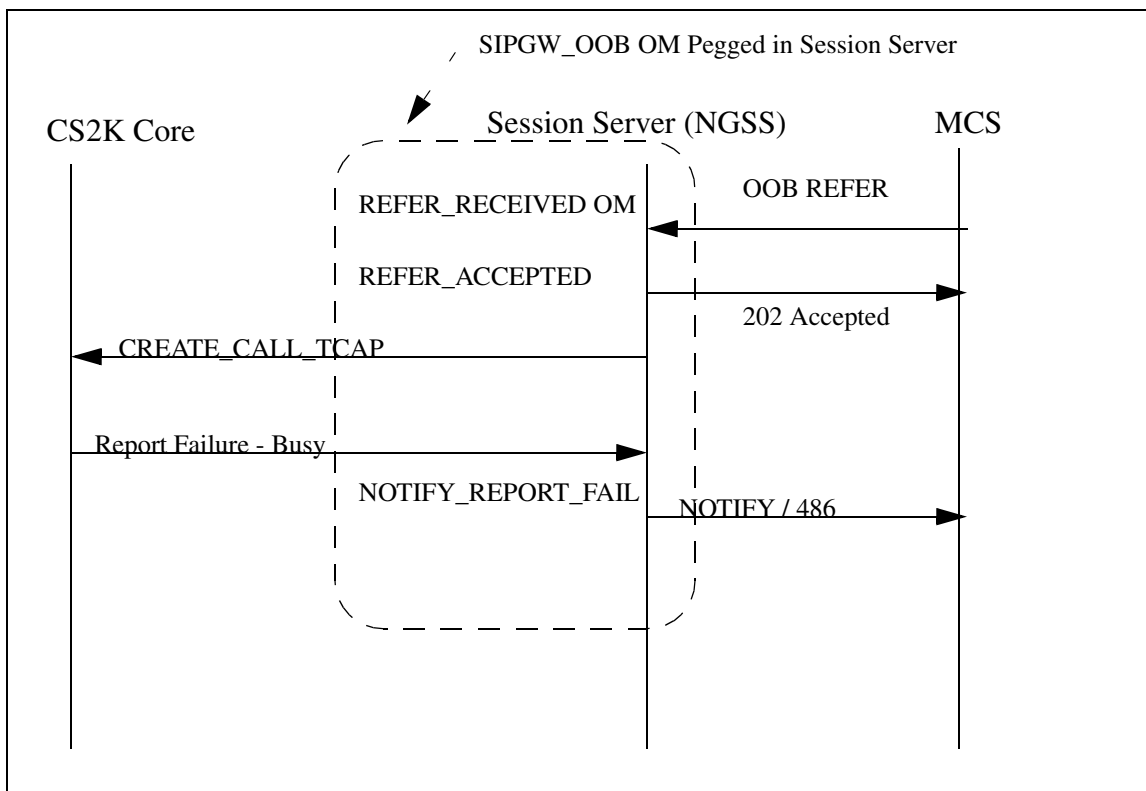 SIPGW_OOB OM Pegged in Session Server
CS2K Core
Session Server (NGSS)
MCS
OOB REFER
REFER_RECEIVED OM
REFER_ACCEPTED
202 Accepted
CREATE_CALL_TCAP
Report Failure - Busy
NOTIFY_REPORT_FAIL
NOTIFY / 486